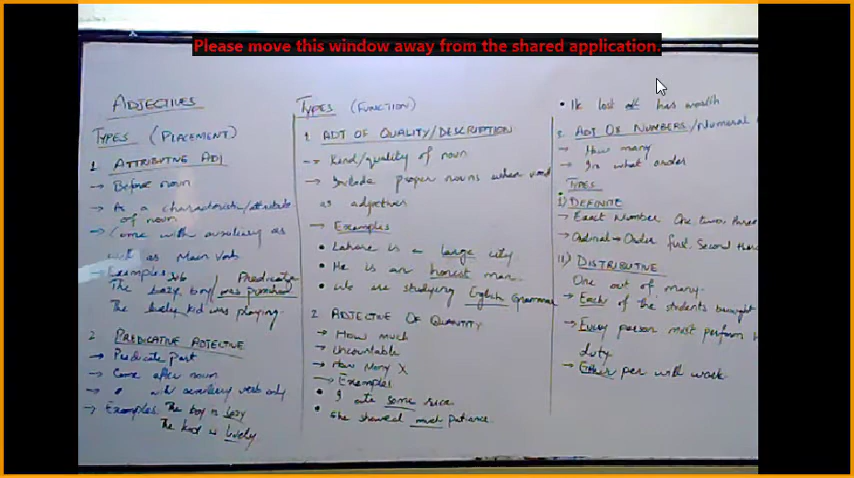 Please move this window away from the shared application.
ADJECTIVES
TYPES (PLACEMENT)
1. ATTRIBUTIVE ADJ
→ Before noun
→ As a characteristic/attribute
of noun
→ Come with auxiliary as
well as Main Verb
→ Examples Sub / Predicate
The lazy boy was punished
The lively kid was playing.
2 PREDICATIVE ADJECTIVE
→ Predicate Part
→ Come after noun
→ with auxiliary verb only
→ Examples The boy is lazy
The is lively
TYPES (FUNCTION)
1 ADJ OF QUALITY/DESCRIPTION
→ Kind/quality of noun
→ Include proper nouns when used
as adjectives
→ Examples
• Lahore is a large city
• He is an honest man.
• We are studying English Grammar
2 ADJECTIVE OF QUANTITY
→ How much
→ Uncountable
→ How Many X
→ Examples
• I ate some rice
• She showed much patience.
• He lost all his wealth
3. ADJ OF NUMBERS/Numeral
→ How many
→ In what order
TYPES
I) DEFINITE
→ Exact Number One two three
→ Ordinal → Order first Second
II) DISTRIBUTIVE
One out of many.
→ Each of the students brought
→ Every person must perform
duty
→ pen will work